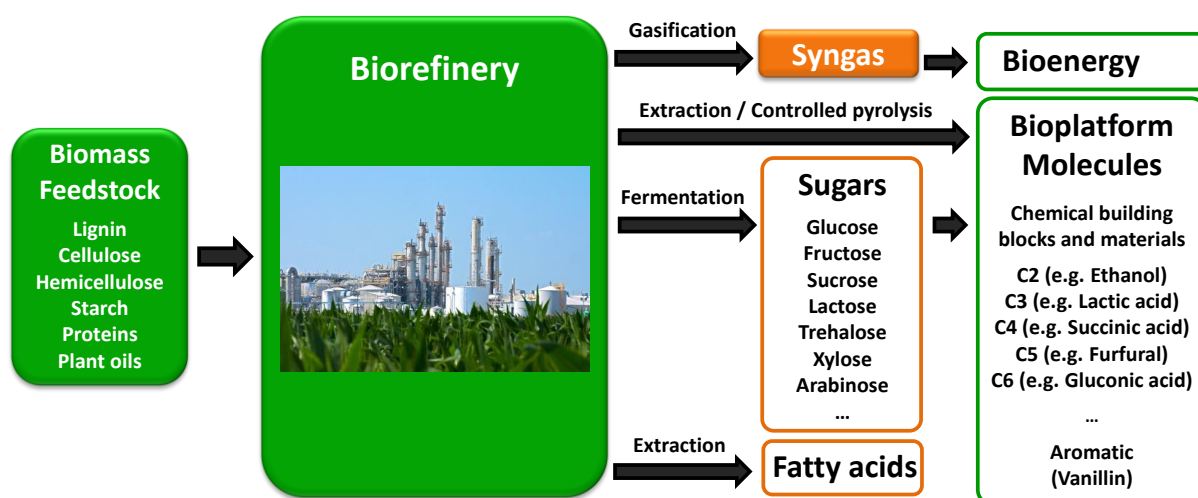 Biomass
Feedstock
Lignin
Cellulose
Hemicellulose
Starch
Proteins
Plant oils
Biorefinery
Gasification
Syngas
Bioenergy
Extraction / Controlled pyrolysis
Fermentation
Sugars
Glucose
Fructose
Sucrose
Lactose
Trehalose
Xylose
Arabinose
...
Extraction
Fatty acids
Bioplatform
Molecules
Chemical building
blocks and materials
C2 (e.g. Ethanol)
C3 (e.g. Lactic acid)
C4 (e.g. Succinic acid)
C5 (e.g. Furfural)
C6 (e.g. Gluconic acid)
...
Aromatic
(Vanillin)